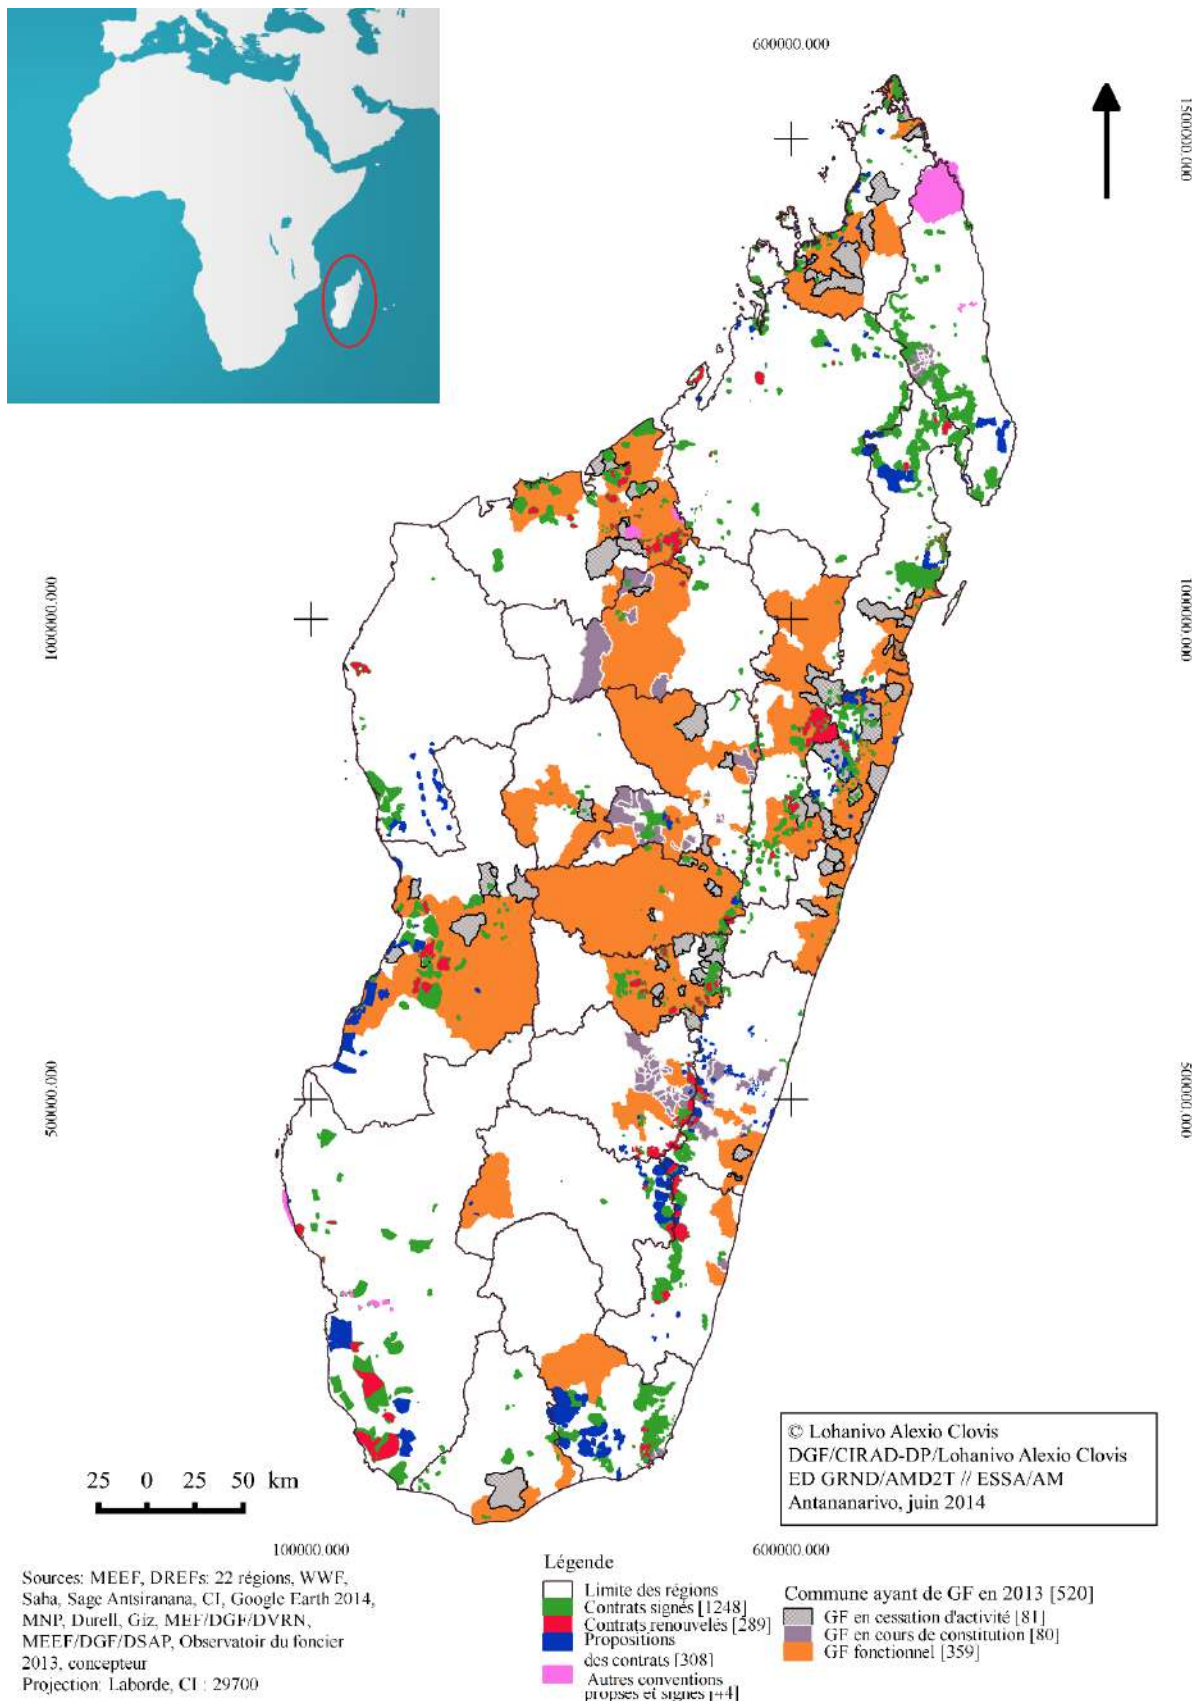 600000.000
1500000.000
1000000.000
1000000.000
500000.000
500000.000
© Lohanivo Alexio Clovis
DGF/CIRAD-DP/Lohanivo Alexio Clovis
ED GRND/AMD2T // ESSA/AM
Antananarivo, juin 2014
25 0 25 50 km
100000.000
600000.000
Sources: MEEF, DREFs: 22 régions, WWF,
Saha, Sage Antsiranana, CI, Google Earth 2014,
MNP, Durell, Giz, MEF/DGF/DVRN,
MEEF/DGF/DSAP, Observatoir du foncier
2013, concepteur
Projection: Laborde, CI : 29700
Légende
Limite des régions
Contrats signés [1248]
Contrats renouvelés [289]
Propositions
des contrats [308]
Autres conventions
propses et signés [44]
Commune ayant de GF en 2013 [520]
GF en cessation d'activité [81]
GF en cours de constitution [80]
GF fonctionnel [359]